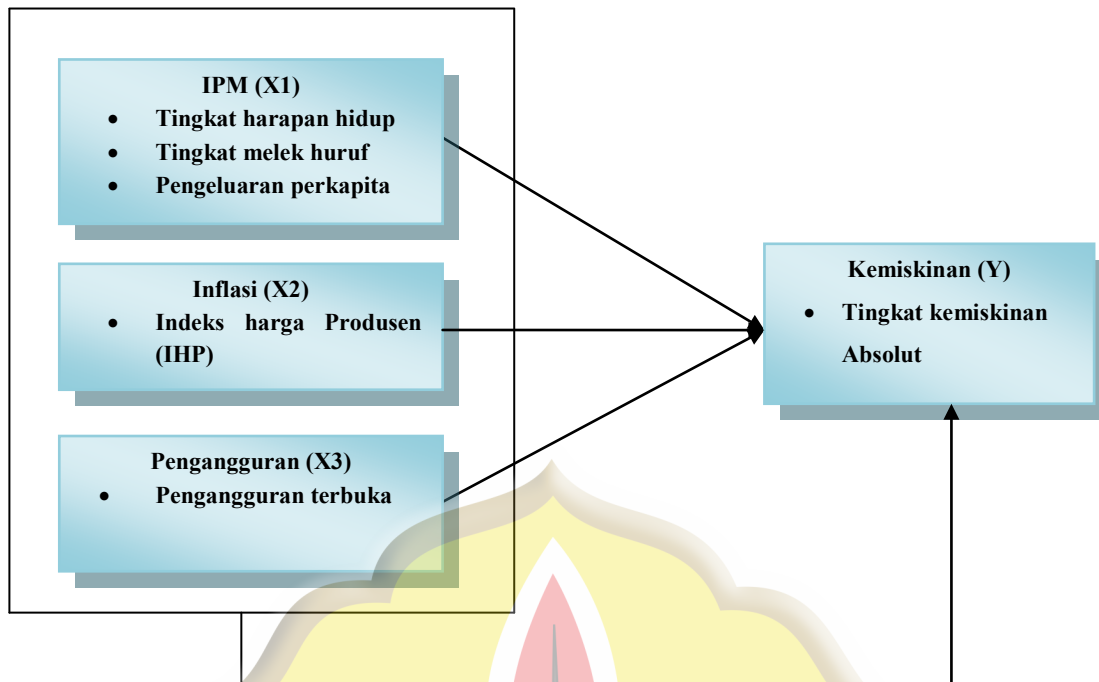 IPM (X1)
• Tingkat harapan hidup
• Tingkat melek huruf
• Pengeluaran perkapita
Inflasi (X2)
• Indeks harga Produsen
(IHP)
Pengangguran (X3)
• Pengangguran terbuka
Kemiskinan (Y)
• Tingkat kemiskinan
Absolut